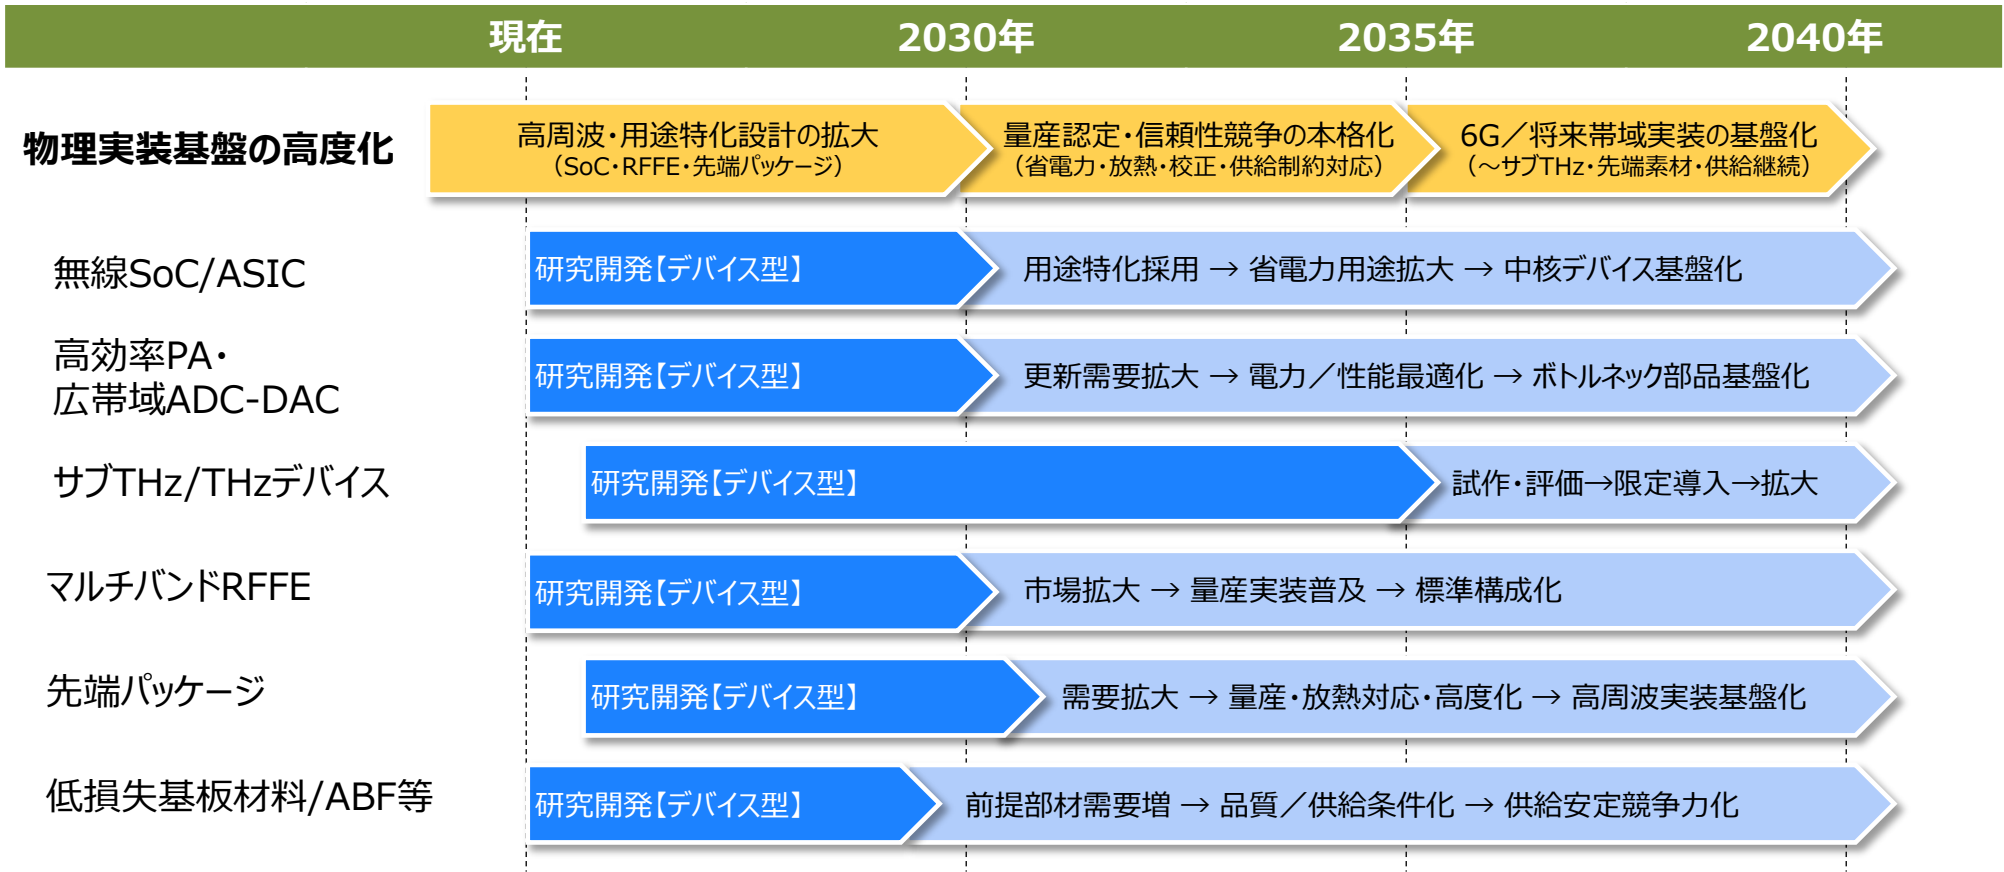 現在 2030年 2035年 2040年
物理実装基盤の高度化
高周波・用途特化設計の拡大
（SoC・RFFE・先端パッケージ）
量産認定・信頼性競争の本格化
（省電力・放熱・校正・供給制約対応）
6G／将来帯域実装の基盤化
（～サブTHz・先端素材・供給継続）
無線SoC/ASIC
研究開発【デバイス型】
用途特化採用 → 省電力用途拡大 → 中核デバイス基盤化
高効率PA・
広帯域ADC-DAC
研究開発【デバイス型】
更新需要拡大 → 電力／性能最適化 → ボトルネック部品基盤化
サブTHz/THzデバイス
研究開発【デバイス型】
試作・評価→限定導入→拡大
マルチバンドRFFE
研究開発【デバイス型】
市場拡大 → 量産実装普及 → 標準構成化
先端パッケージ
研究開発【デバイス型】
需要拡大 → 量産・放熱対応・高度化 → 高周波実装基盤化
低損失基板材料/ABF等
研究開発【デバイス型】
前提部材需要増 → 品質／供給条件化 → 供給安定競争力化